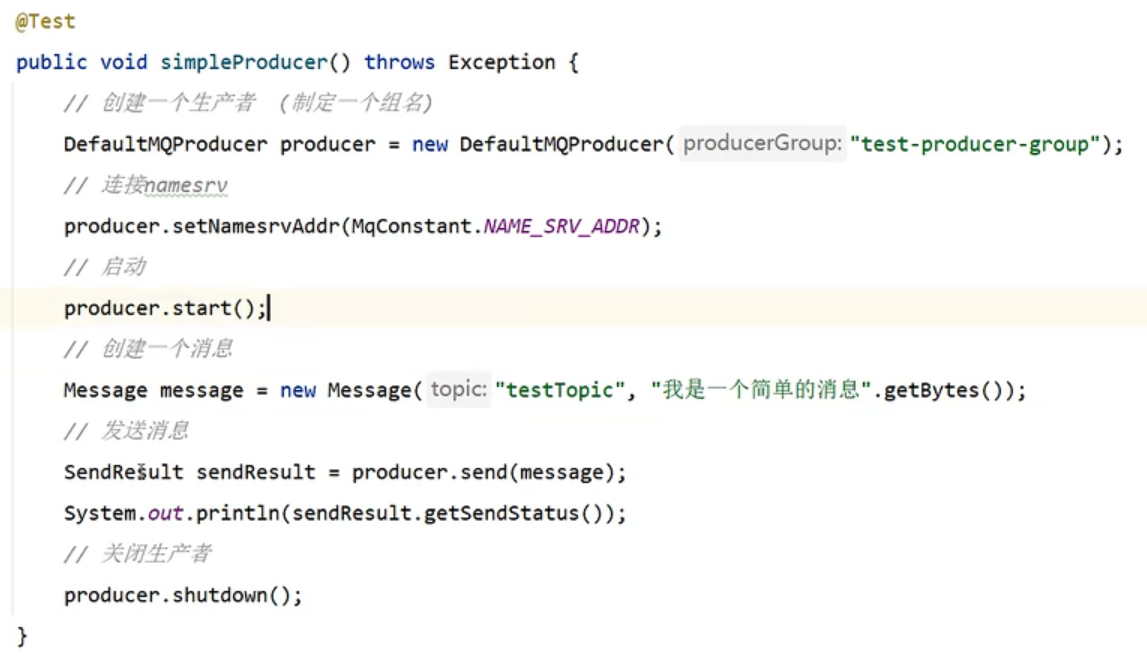 @Test
public void simpleProducer() throws Exception {
// 创建一个生产者 (制定一个组名)
DefaultMQProducer producer = new DefaultMQProducer( producerGroup: "test-producer-group");
// 连接namesrv
producer.setNamesrvAddr(MqConstant.NAME_SRV_ADDR);
// 启动
producer.start();
// 创建一个消息
Message message = new Message( topic: "testTopic", "我是一个简单的消息".getBytes());
// 发送消息
SendResult sendResult = producer.send(message);
System.out.println(sendResult.getSendStatus());
// 关闭生产者
producer.shutdown();
}